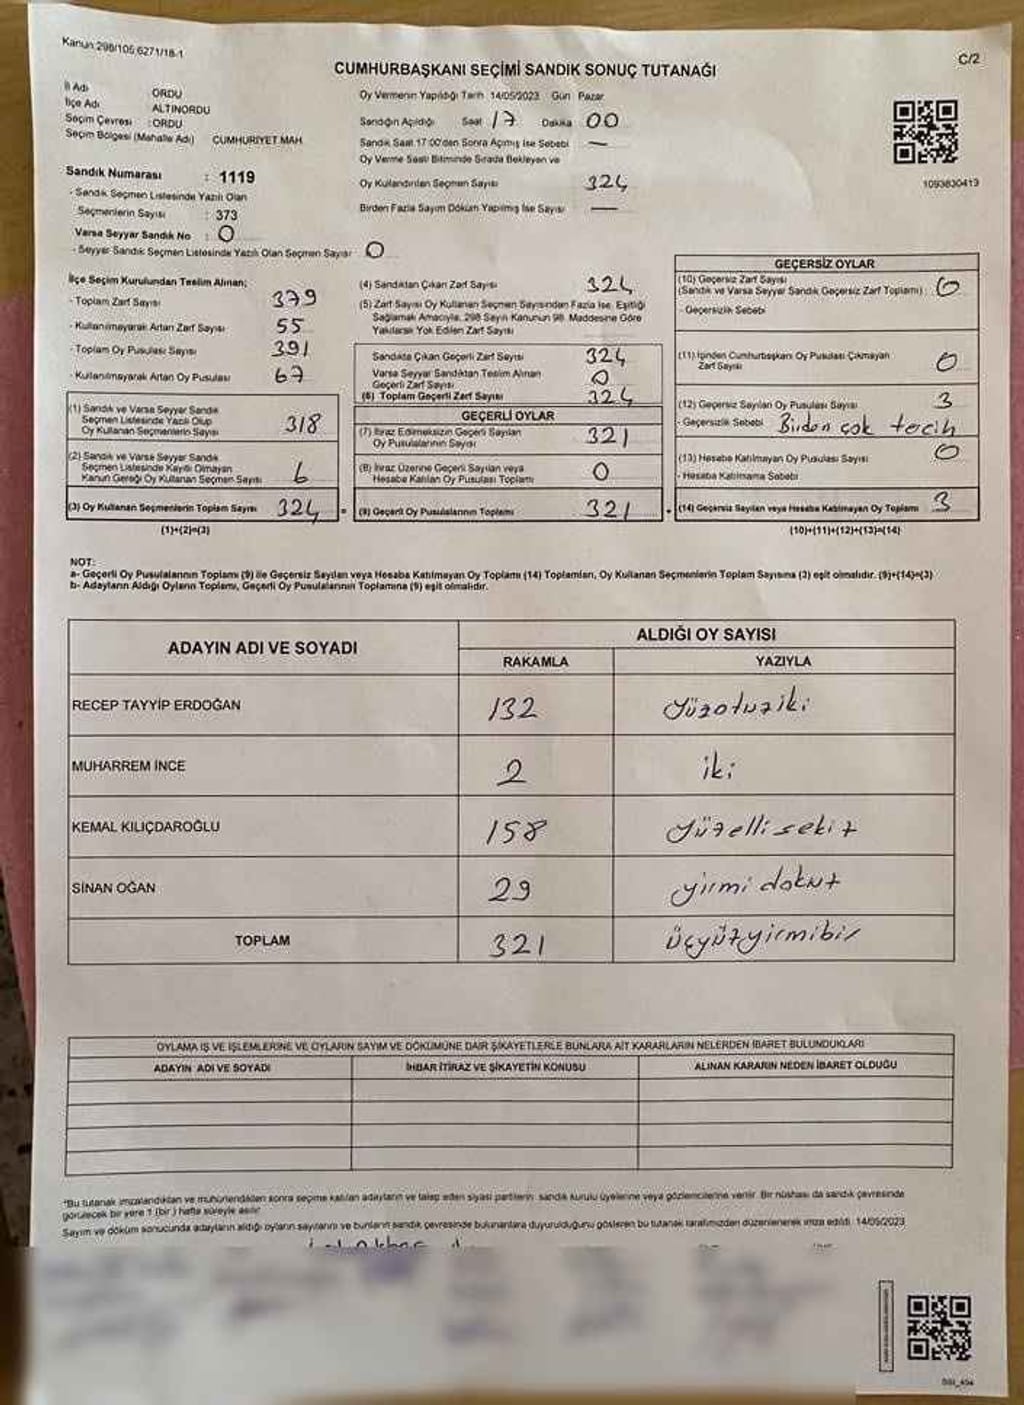 Kanun:298/105,6271/18-1
C/2
CUMHURBAŞKANI SEÇİMİ SANDIK SONUÇ TUTANAĞI
İl Adı ORDU
İlçe Adı ALTINORDU
Seçim Çevresi : ORDU
Seçim Bölgesi (Mahalle Adı) CUMHURİYET MAH.
Sandık Numarası : 1119
- Sandık Seçmen Listesinde Yazılı Olan
Seçmenlerin Sayısı : 373
Varsa Seyyar Sandık No : 0
- Seyyar Sandık Seçmen Listesinde Yazılı Olan Seçmen Sayısı 0
Oy Vermenin Yapıldığı Tarih 14/05/2023 Gün Pazar
Sandığın Açıldığı Saat 17 Dakika 00
Sandık Saat 17:00'den Sonra Açmış İse Sebebi —
Oy Verme Saati Bitiminde Sırada Bekleyen ve
Oy Kullandırılan Seçmen Sayısı 324
Birden Fazla Sayım Döküm Yapılmış İse Sayısı —
1093830413
İlçe Seçim Kurulundan Teslim Alınan;
- Toplam Zarf Sayısı 379
- Kullanılmayarak Artan Zarf Sayısı 55
- Toplam Oy Pusulası Sayısı 391
- Kullanılmayarak Artan Oy Pusulası 67
(1) Sandık ve Varsa Seyyar Sandık
Seçmen Listesinde Yazılı Olup
Oy Kullanan Seçmenlerin Sayısı 318
(2) Sandık ve Varsa Seyyar Sandık
Seçmen Listesinde Kayıtlı Olmayan
Kanun Gereği Oy Kullanan Seçmen Sayısı 6
(3) Oy Kullanan Seçmenlerin Toplam Sayısı 324 =
(1)+(2)=(3)
(4) Sandıktan Çıkan Zarf Sayısı 324
(5) Zarf Sayısı Oy Kullanan Seçmen Sayısından Fazla İse, Eşitliği
Sağlamak Amacıyla, 298 Sayılı Kanunun 98. Maddesine Göre
Yakılarak Yok Edilen Zarf Sayısı
Sandıkta Çıkan Geçerli Zarf Sayısı 324
Varsa Seyyar Sandıktan Teslim Alınan
Geçerli Zarf Sayısı 0
(6) Toplam Geçerli Zarf Sayısı 324
GEÇERLİ OYLAR
(7) İtiraz Edilmeksizin Geçerli Sayılan
Oy Pusulalarının Sayısı 321
(8) İtiraz Üzerine Geçerli Sayılan veya
Hesaba Katılan Oy Pusulası Toplamı 0
(9) Geçerli Oy Pusulalarının Toplamı 321 +
GEÇERSİZ OYLAR
(10) Geçersiz Zarf Sayısı
(Sandık ve Varsa Seyyar Sandık Geçersiz Zarf Toplamı) : 0
- Geçersizlik Sebebi
(11) İçinden Cumhurbaşkanı Oy Pusulası Çıkmayan
Zarf Sayısı 0
(12) Geçersiz Sayılan Oy Pusulası Sayısı 3
- Geçersizlik Sebebi Birden çok tercih
(13) Hesaba Katılmayan Oy Pusulası Sayısı 0
- Hesaba Katılmama Sebebi
(14) Geçersiz Sayılan veya Hesaba Katılmayan Oy Toplamı 3
(10)+(11)+(12)+(13)=(14)
NOT:
a- Geçerli Oy Pusulalarının Toplamı (9) ile Geçersiz Sayılan veya Hesaba Katılmayan Oy Toplamı (14) Toplamları, Oy Kullanan Seçmenlerin Toplam Sayısına (3) eşit olmalıdır. (9)+(14)=(3)
b- Adayların Aldığı Oyların Toplamı, Geçerli Oy Pusulalarının Toplamına (9) eşit olmalıdır.
ADAYIN ADI VE SOYADI
ALDIĞI OY SAYISI
RAKAMLA YAZIYLA
RECEP TAYYİP ERDOĞAN 132 Yüzotuziki
MUHARREM İNCE 2 iki
KEMAL KILIÇDAROĞLU 158 Yüzellisekiz
SİNAN OĞAN 29 yirmi dokuz
TOPLAM 321 üçyüzyirmibir
OYLAMA İŞ VE İŞLEMLERİNE VE OYLARIN SAYIM VE DÖKÜMÜNE DAİR ŞİKAYETLERLE BUNLARA AİT KARARLARIN NELERDEN İBARET BULUNDUKLARI
ADAYIN ADI VE SOYADI İHBAR İTİRAZ VE ŞİKAYETİN KONUSU ALINAN KARARIN NEDEN İBARET OLDUĞU
*Bu tutanak imzalandıktan ve mühürlendikten sonra seçime katılan adayların ve talep eden siyasi partilerin sandık kurulu üyelerine veya gözlemcilerine verilir. Bir nüshası da sandık çevresinde
görülecek bir yere 1 (bir) hafta süreyle asılır.
Sayım ve döküm sonucunda adayların aldığı oyların sayılarını ve bunların sandık çevresinde bulunanlara duyurulduğunu gösteren bu tutanak tarafımızdan düzenlenerek imza edildi. 14/05/2023